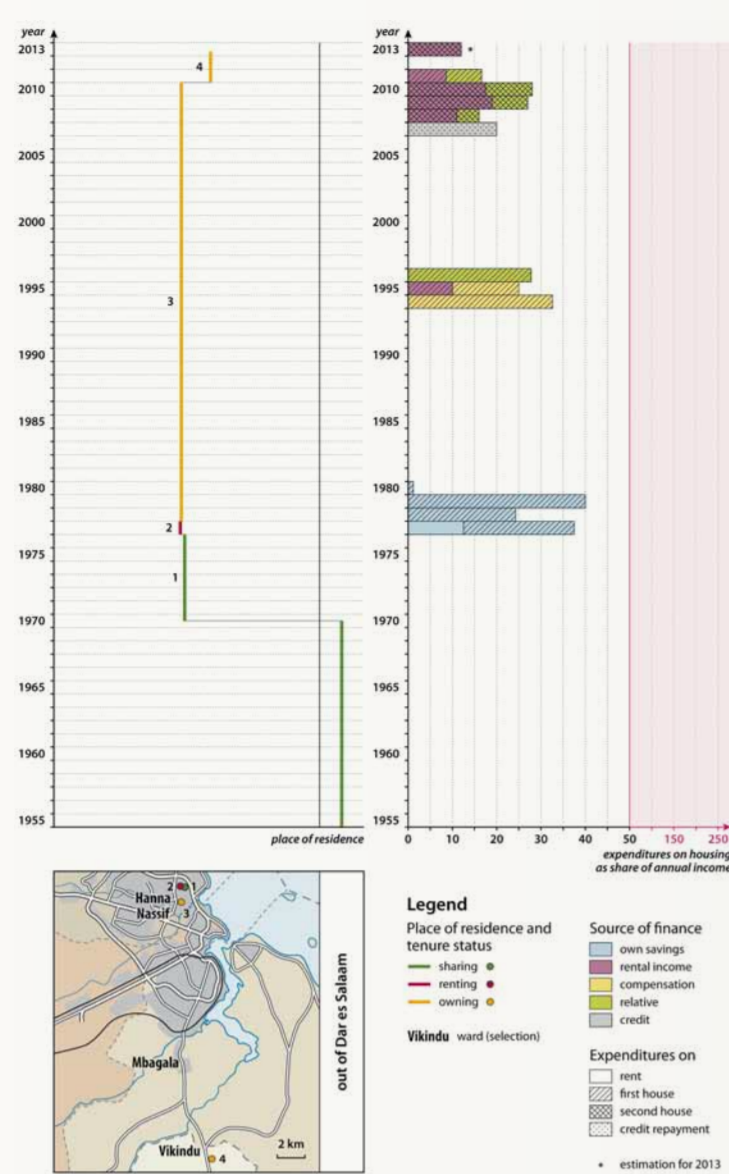 year
2013
2010
2005
2000
1995
1990
1985
1980
1975
1970
1965
1960
1955
4
3
2
1
place of residence
year
2013
2010
2005
2000
1995
1990
1985
1980
1975
1970
1965
1960
1955
*
0 10 20 30 40 50 150 250
expenditures on housing
as share of annual income
2 1
Hanna
Nassif
3
Mbagala
Vikindu
4
2 km
out of Dar es Salaam
Legend
Place of residence and
tenure status
sharing
renting
owning
Vikindu ward (selection)
Source of finance
own savings
rental income
compensation
relative
credit
Expenditures on
rent
first house
second house
credit repayment
* estimation for 2013